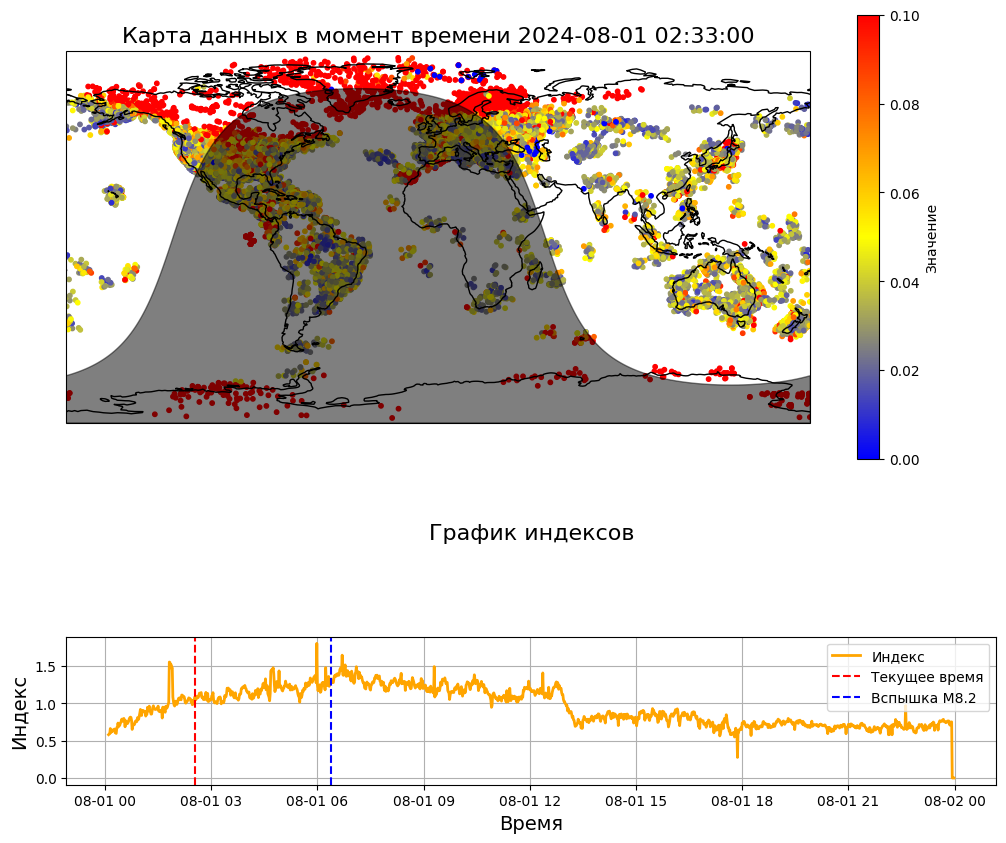 Карта данных в момент времени 2024-08-01 02:33:00
0.10
0.08
0.06
0.04
0.02
0.00
Значение
График индексов
Индекс
1.5
1.0
0.5
0.0
Индекс
Текущее время
Вспышка M8.2
08-01 00 08-01 03 08-01 06 08-01 09 08-01 12 08-01 15 08-01 18 08-01 21 08-02 00
Время